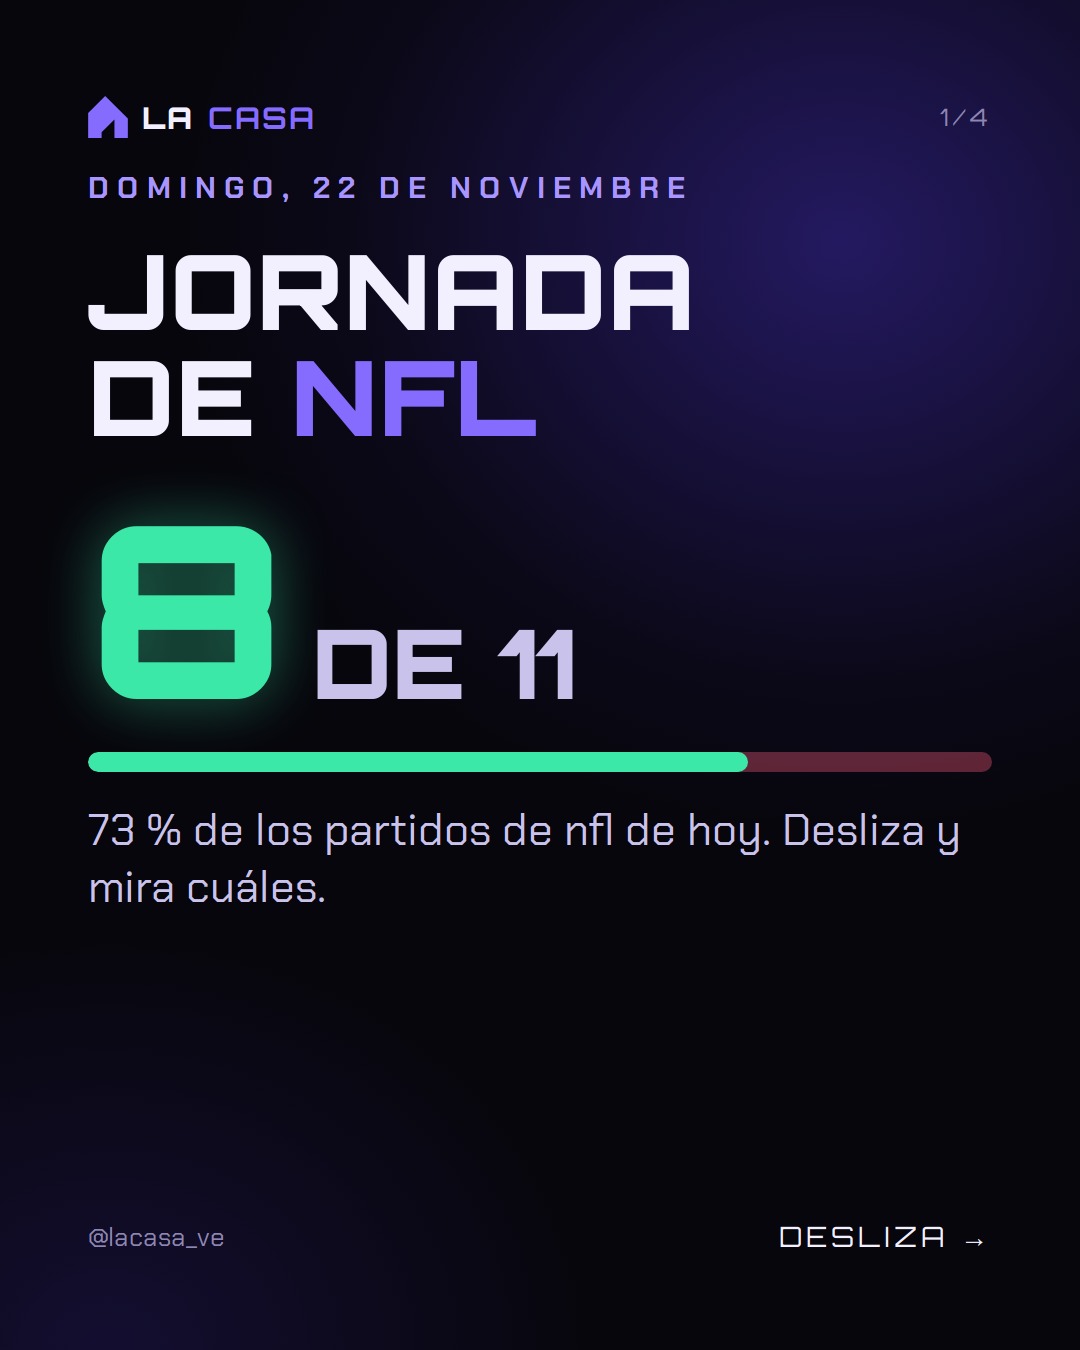 LA CASA
1/4
DOMINGO, 22 DE NOVIEMBRE
JORNADA
DE NFL
8 DE 11
73 % de los partidos de nfl de hoy. Desliza y
mira cuáles.
@lacasa_ve
DESLIZA →